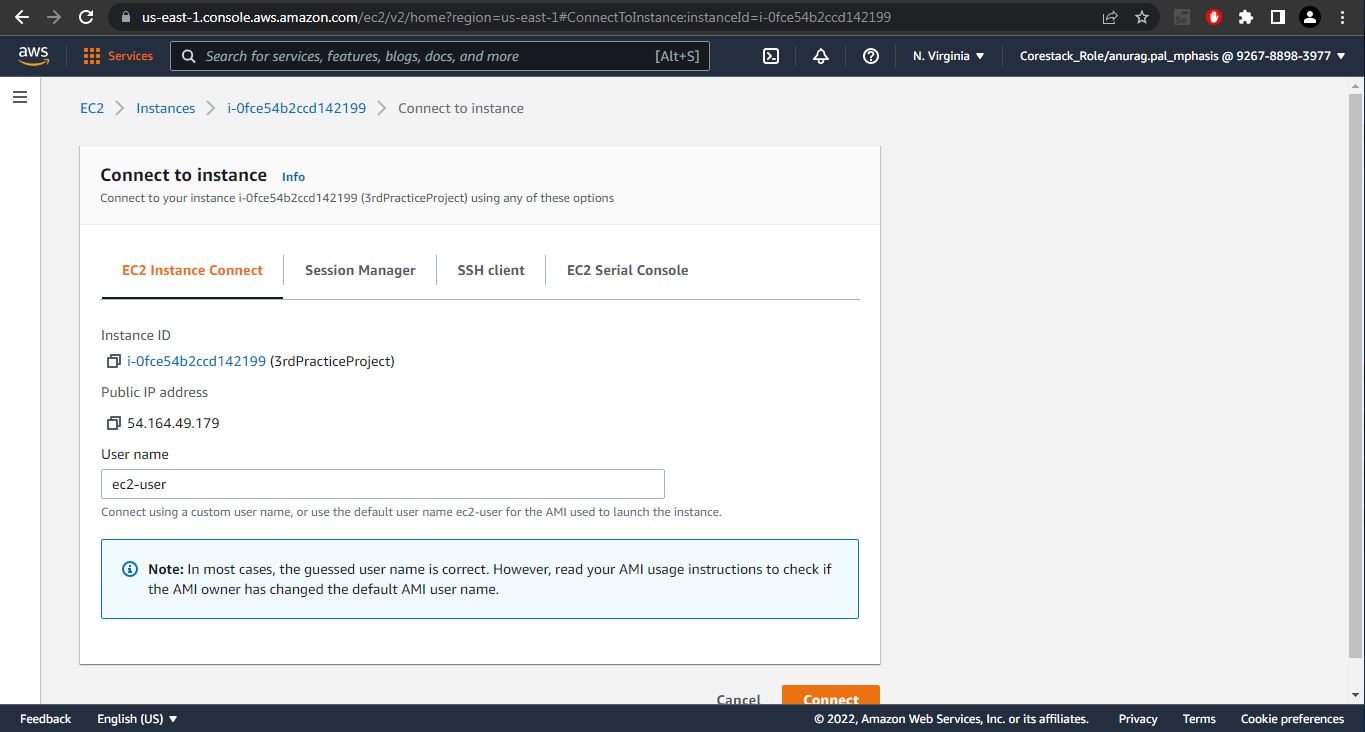 us-east-1.console.aws.amazon.com/ec2/v2/home?region=us-east-1#ConnectToInstance:instanceId=i-0fce54b2ccd142199
aws Services Search for services, features, blogs, docs, and more [Alt+S] N. Virginia Corestack_Role/anurag.pal_mphasis @ 9267-8898-3977
EC2 Instances i-0fce54b2ccd142199 Connect to instance
Connect to instance Info
Connect to your instance i-0fce54b2ccd142199 (3rdPracticeProject) using any of these options
EC2 Instance Connect Session Manager SSH client EC2 Serial Console
Instance ID
i-0fce54b2ccd142199 (3rdPracticeProject)
Public IP address
54.164.49.179
User name
ec2-user
Connect using a custom user name, or use the default user name ec2-user for the AMI used to launch the instance.
Note: In most cases, the guessed user name is correct. However, read your AMI usage instructions to check if
the AMI owner has changed the default AMI user name.
Cancel Connect
Feedback English (US) © 2022, Amazon Web Services, Inc. or its affiliates. Privacy Terms Cookie preferences